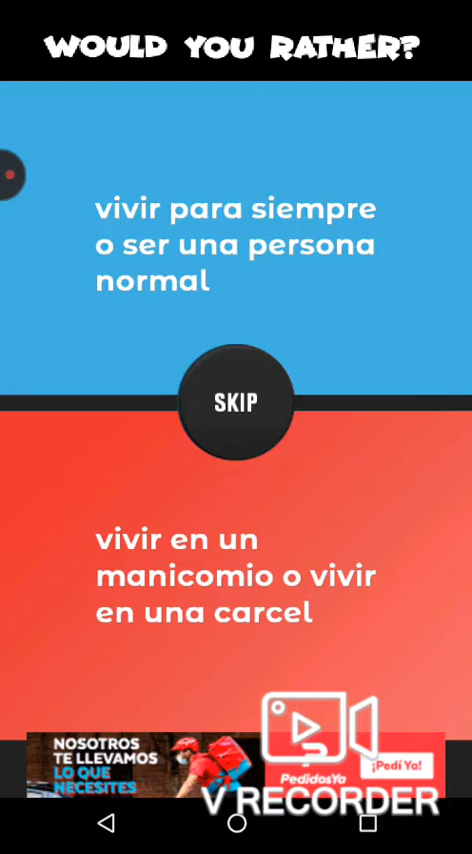 WOULD YOU RATHER?
vivir para siempre
o ser una persona
normal
SKIP
vivir en un
manicomio o vivir
en una carcel
NOSOTROS
TE LLEVAMOS
LO QUE
NECESITES
PedidosYa
¡Pedí Ya!
V RECORDER